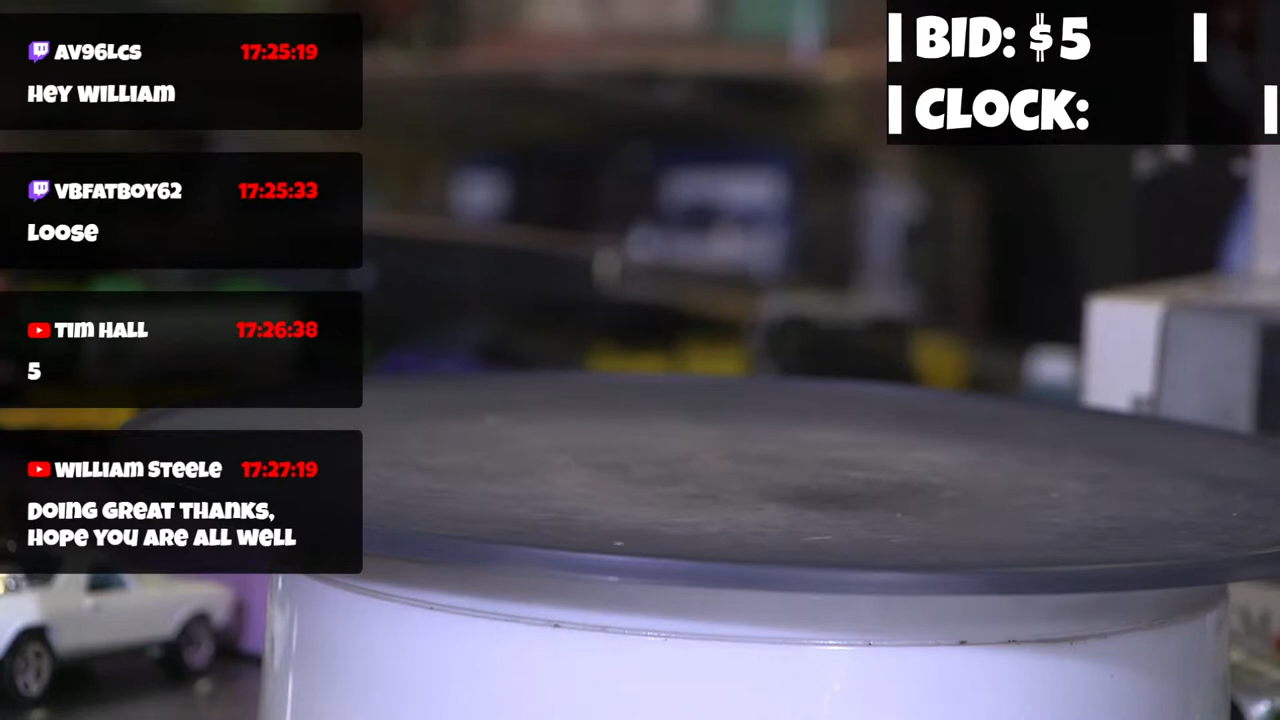 AV96LCS 17:25:19
HEY WILLIAM
VBFATBOY62 17:25:33
LOOSE
TIM HALL 17:26:38
5
WILLIAM STEELE 17:27:19
DOING GREAT THANKS,
HOPE YOU ARE ALL WELL
| BID: $5 |
| CLOCK: |